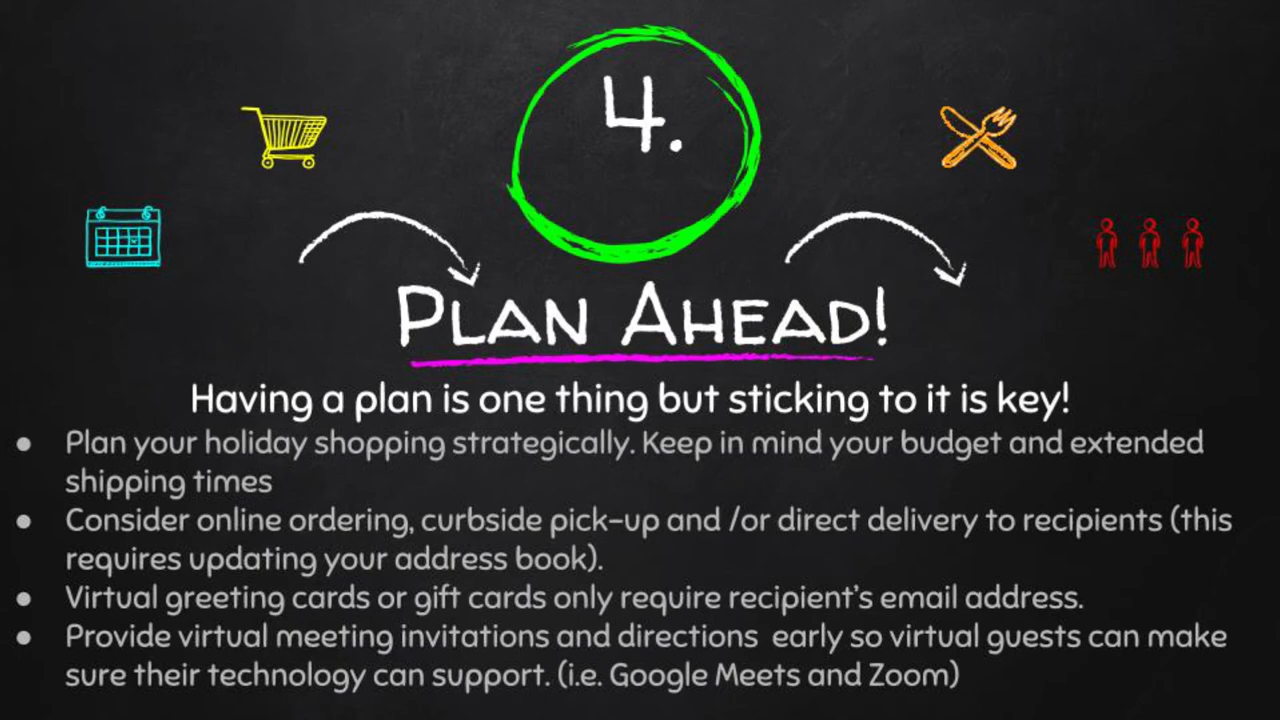 4.
Plan Ahead!
Having a plan is one thing but sticking to it is key!
● Plan your holiday shopping strategically. Keep in mind your budget and extended
shipping times
● Consider online ordering, curbside pick-up and /or direct delivery to recipients (this
requires updating your address book).
● Virtual greeting cards or gift cards only require recipient's email address.
● Provide virtual meeting invitations and directions  early so virtual guests can make
sure their technology can support. (i.e. Google Meets and Zoom)